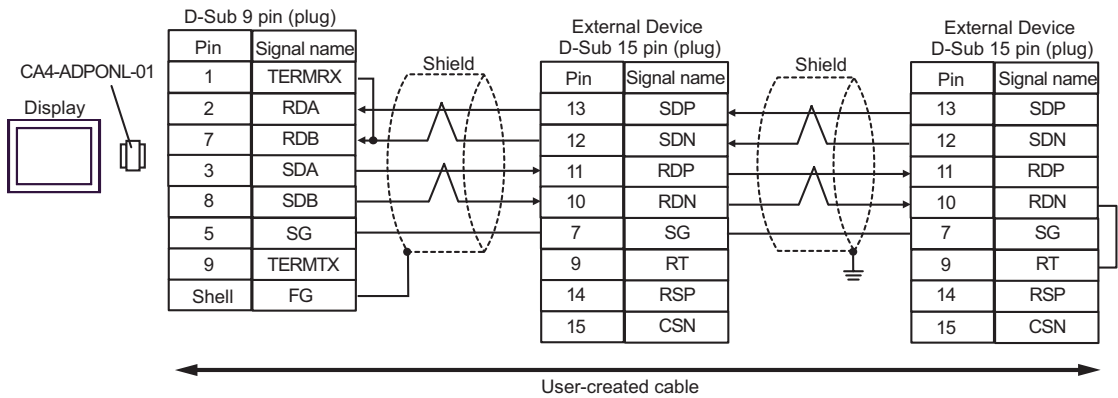 D-Sub 9 pin (plug)
Pin Signal name
1 TERMRX
2 RDA
7 RDB
3 SDA
8 SDB
5 SG
9 TERMTX
Shell FG
CA4-ADPONL-01
Display
Shield
External Device
D-Sub 15 pin (plug)
Pin Signal name
13 SDP
12 SDN
11 RDP
10 RDN
7 SG
9 RT
14 RSP
15 CSN
Shield
External Device
D-Sub 15 pin (plug)
Pin Signal name
13 SDP
12 SDN
11 RDP
10 RDN
7 SG
9 RT
14 RSP
15 CSN
User-created cable